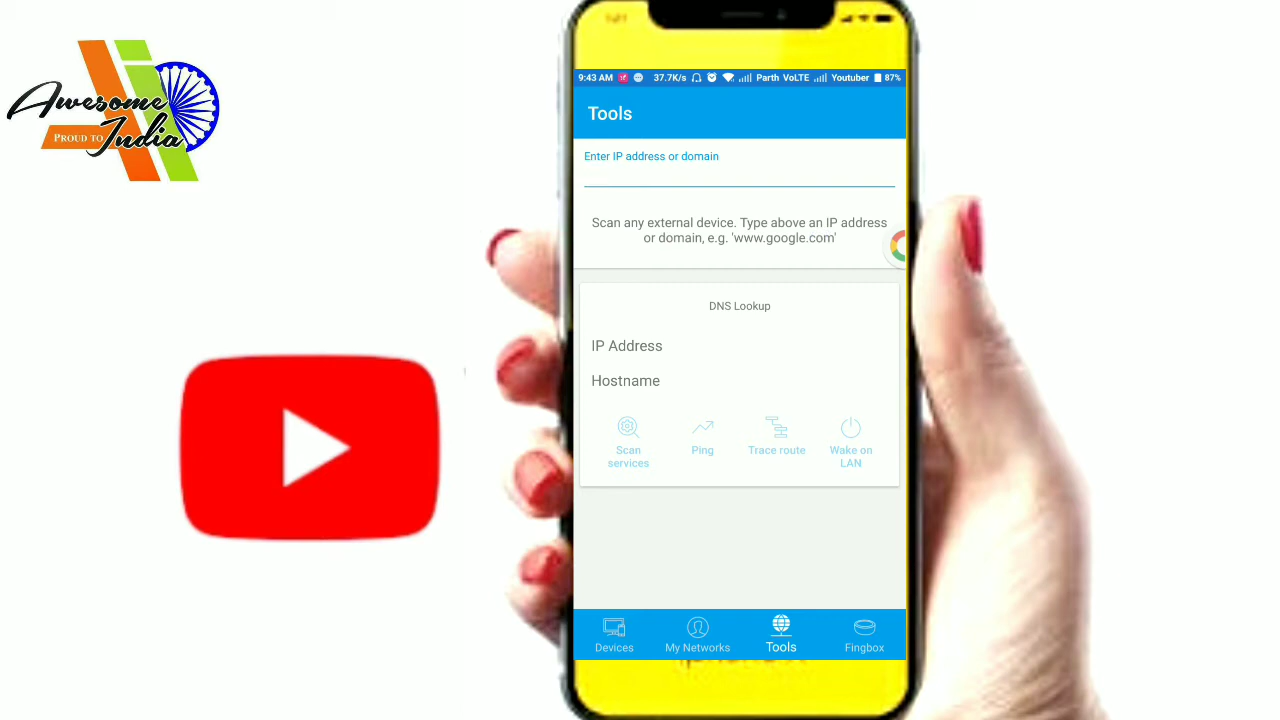 Awesome
PROUD TO India
9:43 AM 37.7K/s Parth VoLTE Youtuber 87%
Tools
Enter IP address or domain
Scan any external device. Type above an IP address
or domain, e.g. 'www.google.com'
DNS Lookup
IP Address
Hostname
Scan services
Ping
Trace route
Wake on LAN
Devices
My Networks
Tools
Fingbox